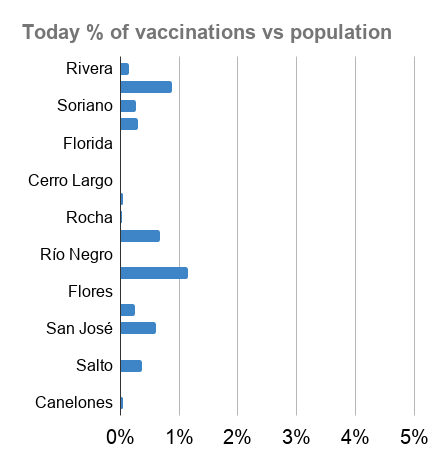 Today % of vaccinations vs population
Rivera
Soriano
Florida
Cerro Largo
Rocha
Río Negro
Flores
San José
Salto
Canelones
0% 1% 2% 3% 4% 5%